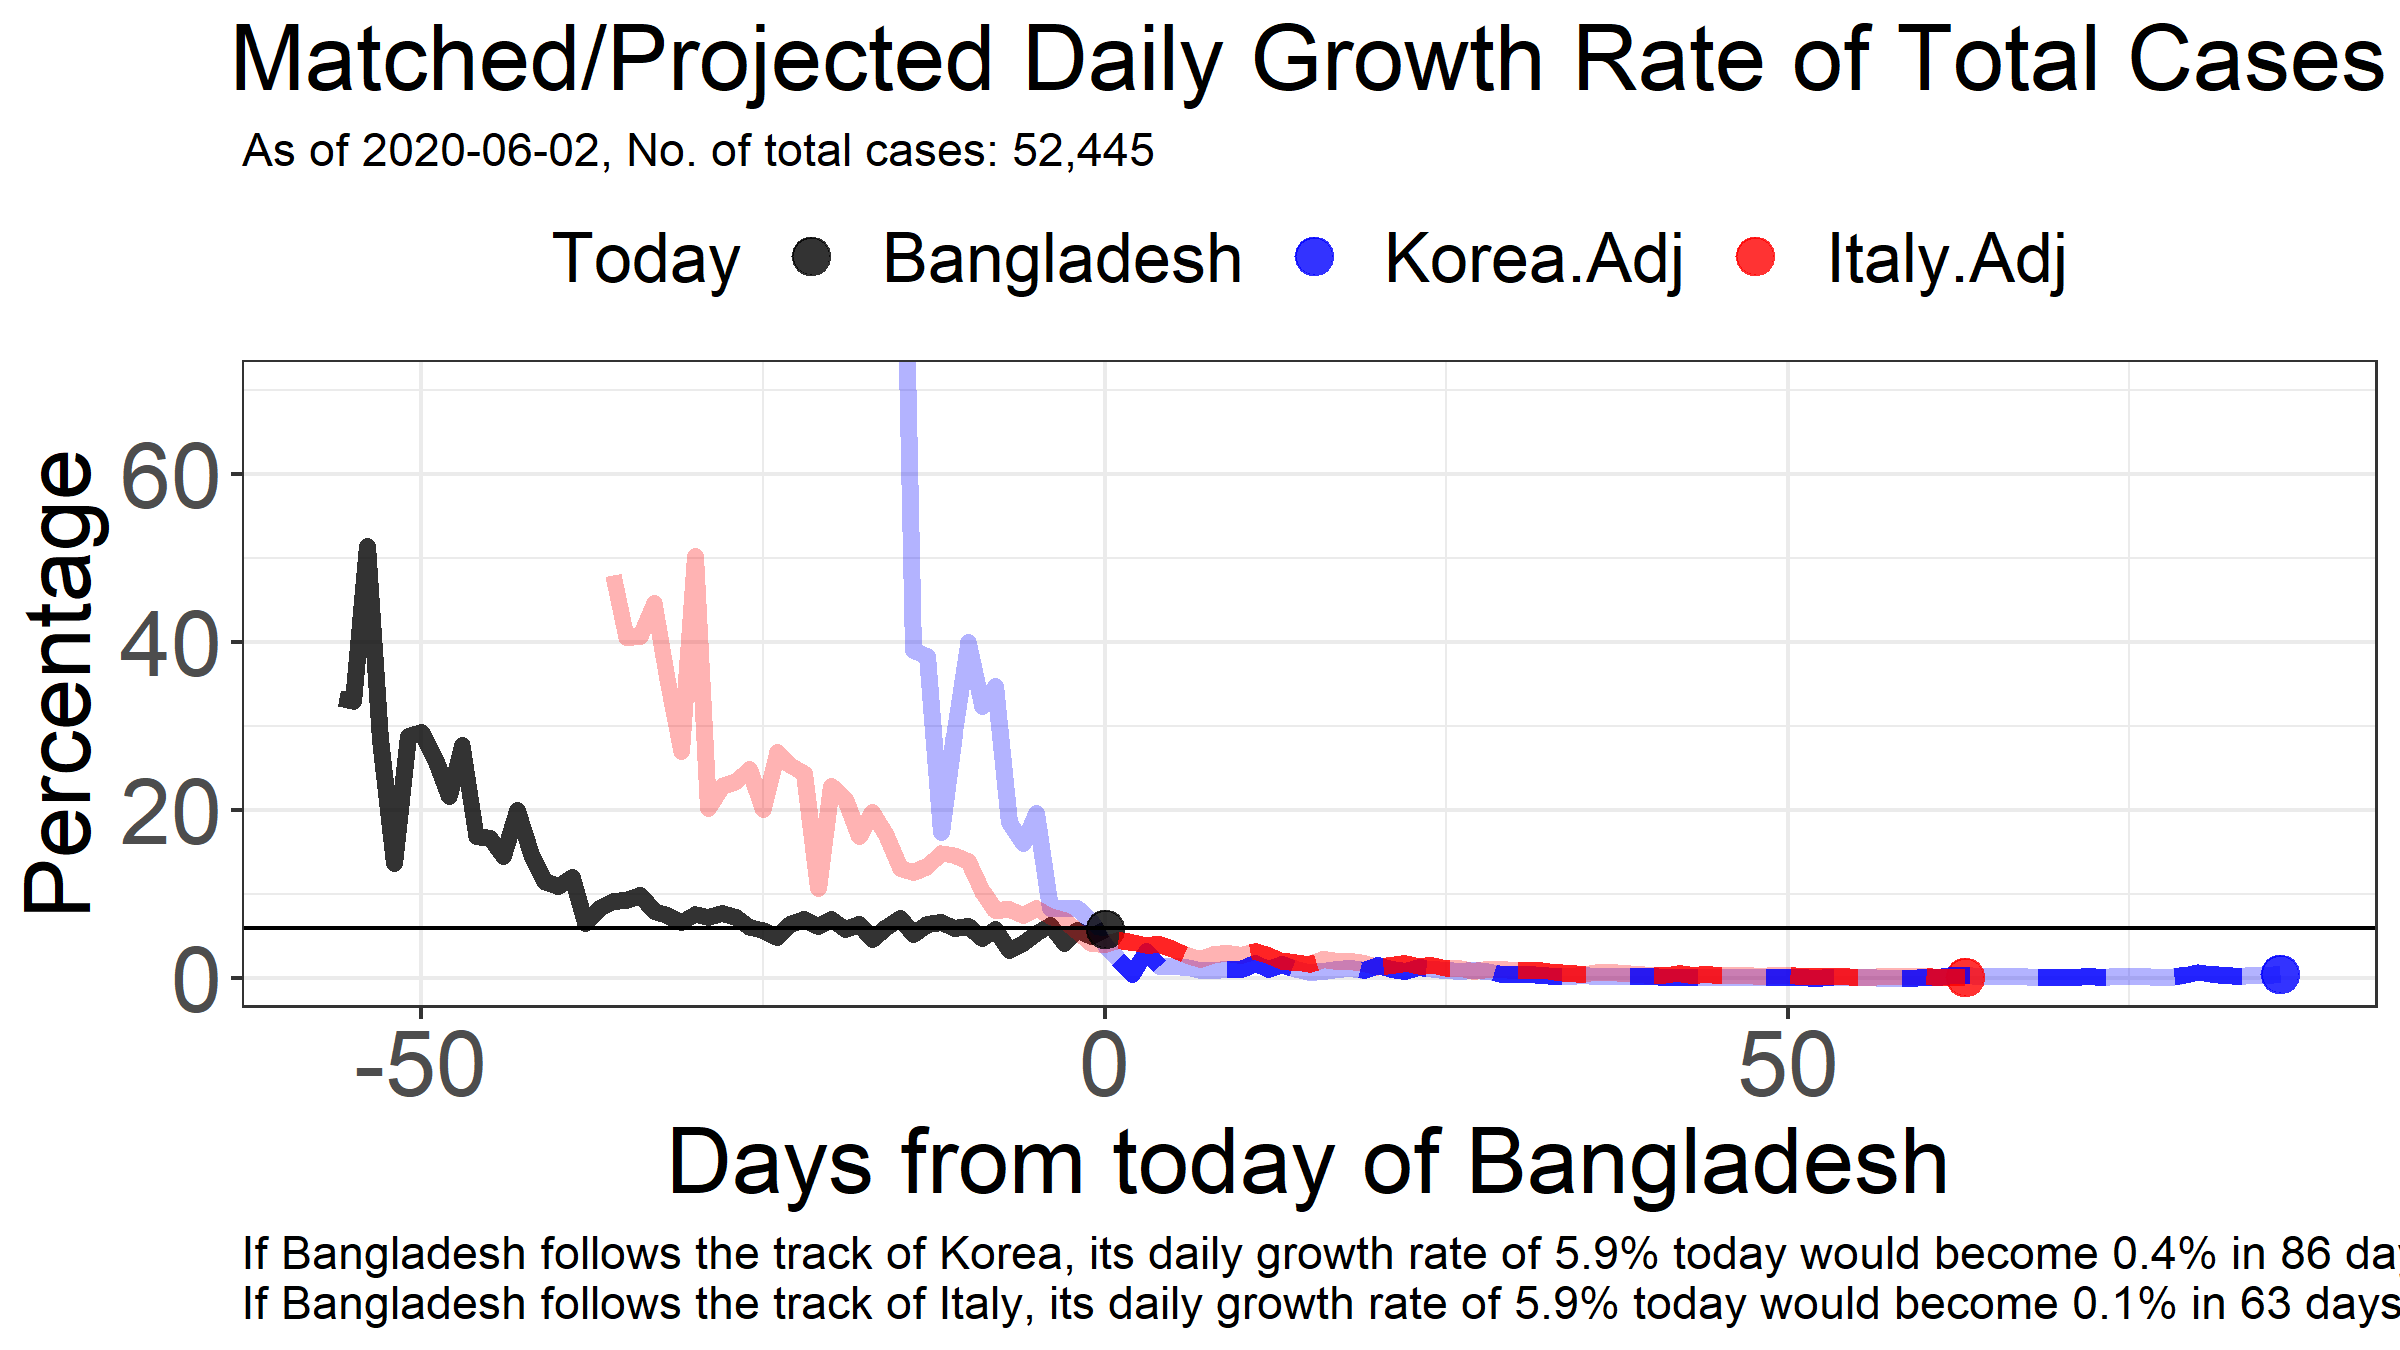 Matched/Projected Daily Growth Rate of Total Cases
As of 2020-06-02, No. of total cases: 52,445
Today Bangladesh Korea.Adj Italy.Adj
Percentage
60
40
20
0
-50 0 50
Days from today of Bangladesh
If Bangladesh follows the track of Korea, its daily growth rate of 5.9% today would become 0.4% in 86
If Bangladesh follows the track of Italy, its daily growth rate of 5.9% today would become 0.1% in 63 days